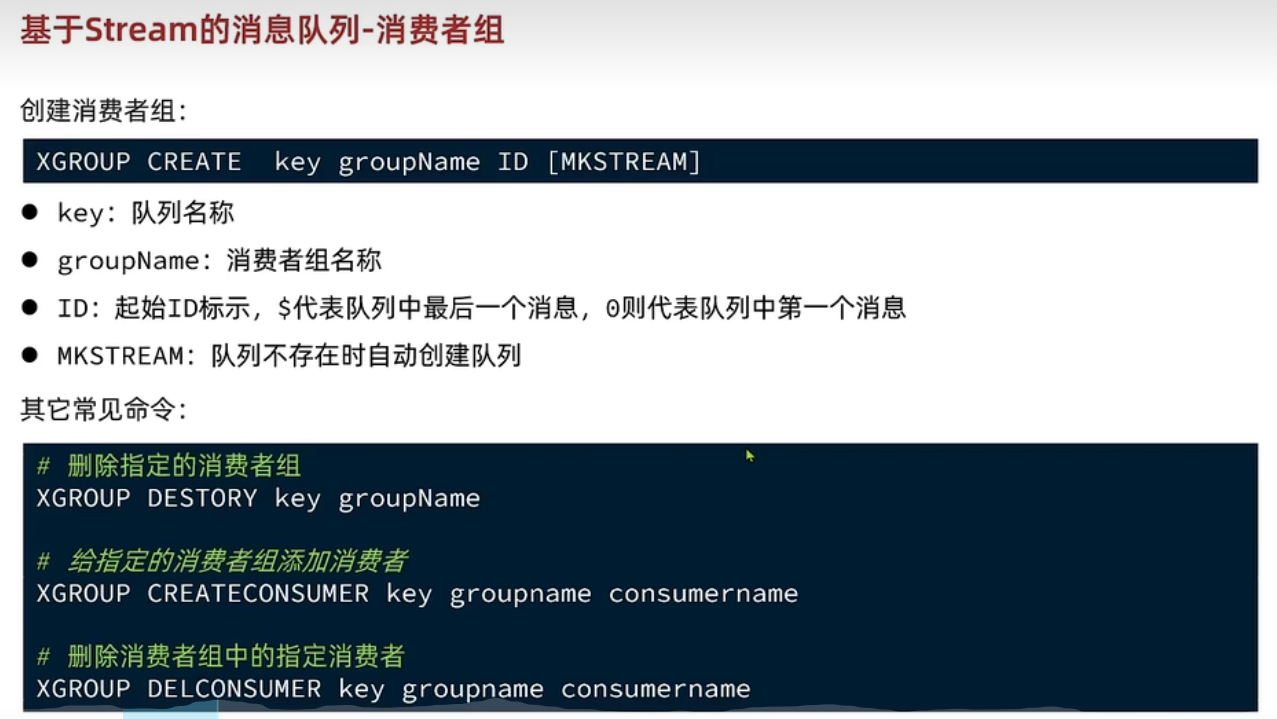 基于Stream的消息队列-消费者组
创建消费者组：
XGROUP CREATE  key groupName ID [MKSTREAM]
● key：队列名称
● groupName：消费者组名称
● ID：起始ID标示，$代表队列中最后一个消息，0则代表队列中第一个消息
● MKSTREAM：队列不存在时自动创建队列
其它常见命令：
# 删除指定的消费者组
XGROUP DESTORY key groupName
# 给指定的消费者组添加消费者
XGROUP CREATECONSUMER key groupname consumername
# 删除消费者组中的指定消费者
XGROUP DELCONSUMER key groupname consumername